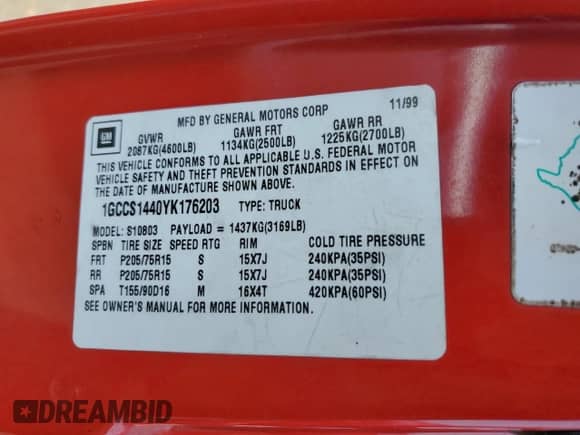 MFD BY GENERAL MOTORS CORP 11/99
GM
GVWR GAWR FRT GAWR RR
2087KG(4600LB) 1134KG(2500LB) 1225KG(2700LB)
THIS VEHICLE CONFORMS TO ALL APPLICABLE U.S. FEDERAL MOTOR
VEHICLE SAFETY AND THEFT PREVENTION STANDARDS IN EFFECT ON
THE DATE OF MANUFACTURE SHOWN ABOVE.
1GCCS1440YK176203 TYPE: TRUCK
MODEL: S10803 PAYLOAD = 1437KG(3169LB)
SPBN TIRE SIZE SPEED RTG RIM COLD TIRE PRESSURE
FRT P205/75R15 S 15X7J 240KPA(35PSI)
RR P205/75R15 S 15X7J 240KPA(35PSI)
SPA T155/90D16 M 16X4T 420KPA(60PSI)
SEE OWNER'S MANUAL FOR MORE INFORMATION.
DREAMBID